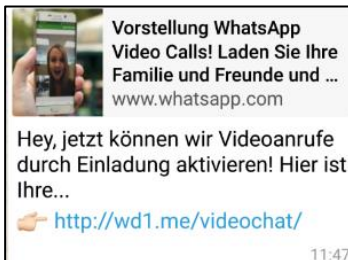 Vorstellung WhatsApp
Video Calls! Laden Sie Ihre
Familie und Freunde und ...
www.whatsapp.com
Hey, jetzt können wir Videoanrufe
durch Einladung aktivieren! Hier ist
Ihre...
👉 http://wd1.me/videochat/
11:47